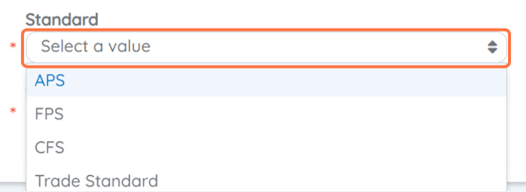 Standard
* Select a value
APS
* FPS
CFS
Trade Standard